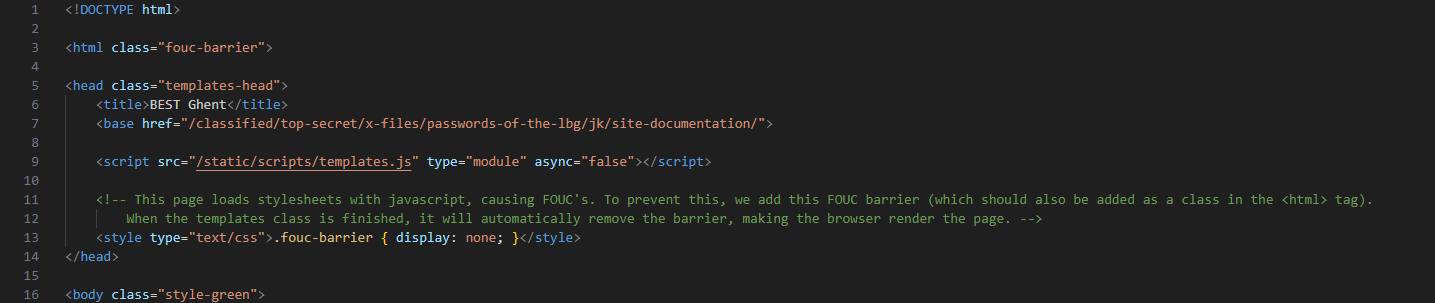 1 <!DOCTYPE html>
2
3 <html class="fouc-barrier">
4
5 <head class="templates-head">
6 <title>BEST Ghent</title>
7 <base href="/classified/top-secret/x-files/passwords-of-the-lbg/jk/site-documentation/">
8
9 <script src="/static/scripts/templates.js" type="module" async="false"></script>
10
11 <!-- This page loads stylesheets with javascript, causing FOUC's. To prevent this, we add this FOUC barrier (which should also be added as a class in the <html> tag).
12 When the templates class is finished, it will automatically remove the barrier, making the browser render the page. -->
13 <style type="text/css">.fouc-barrier { display: none; }</style>
14 </head>
15
16 <body class="style-green">